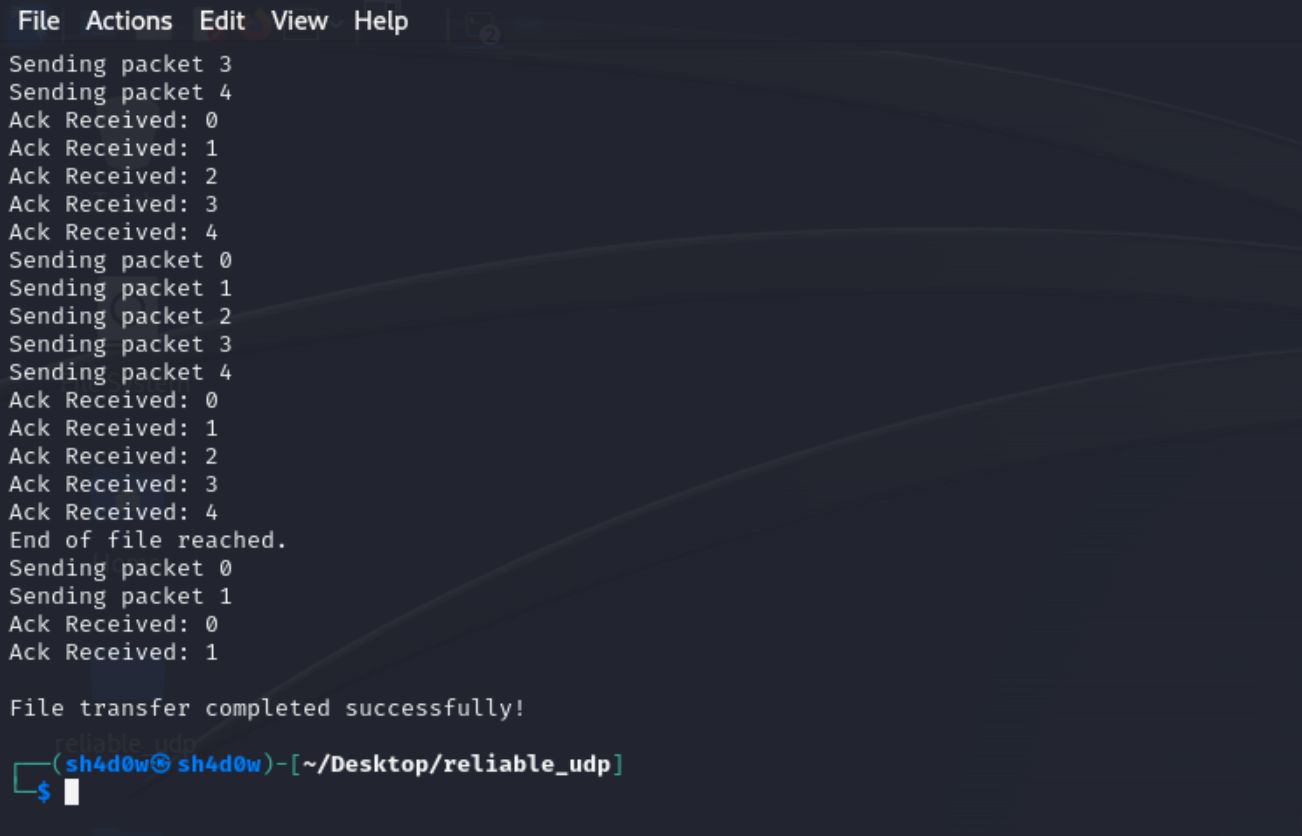 File Actions Edit View Help
Sending packet 3
Sending packet 4
Ack Received: 0
Ack Received: 1
Ack Received: 2
Ack Received: 3
Ack Received: 4
Sending packet 0
Sending packet 1
Sending packet 2
Sending packet 3
Sending packet 4
Ack Received: 0
Ack Received: 1
Ack Received: 2
Ack Received: 3
Ack Received: 4
End of file reached.
Sending packet 0
Sending packet 1
Ack Received: 0
Ack Received: 1
File transfer completed successfully!
reliable_udp
┌──(sh4d0w㉿sh4d0w)-[~/Desktop/reliable_udp]
└─$